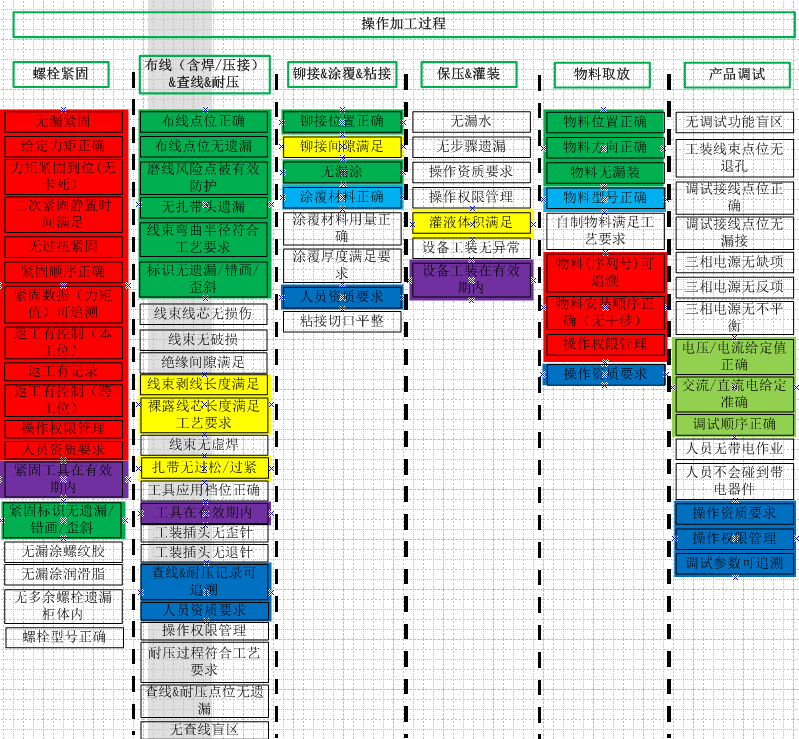 操作加工过程
螺栓紧固
无漏紧固
给定力矩正确
力矩紧固到位(无
卡死)
二次紧固静置时
间满足
无过扭紧固
紧固顺序正确
紧固数据（力矩
值）可追溯
返工有控制（本
工位）
返工有记录
返工有控制（跨
工位）
操作权限管理
人员资质要求
紧固工具在有效
期内
紧固标识无遗漏/
错画/歪斜
无漏涂螺纹胶
无漏涂润滑脂
无多余螺栓遗漏
柜体内
螺栓型号正确
布线（含焊/压接）
&查线&耐压
布线点位正确
布线点位无遗漏
磨线风险点被有效
防护
无扎带头遗漏
线束弯曲半径符合
工艺要求
标识无遗漏/错画/
歪斜
线束线芯无损伤
线束无破损
绝缘间隙满足
线束剥线长度满足
裸露线芯长度满足
工艺要求
线束无虚焊
扎带无过松/过紧
工具应用档位正确
工具在有效期内
工装插头无歪针
工装插头无退针
查线&耐压记录可
追溯
人员资质要求
操作权限管理
耐压过程符合工艺
要求
查线&耐压点位无遗
漏
无查线盲区
铆接&涂覆&粘接
铆接位置正确
铆接间隙满足
无漏涂
涂覆材料正确
涂覆材料用量正
确
涂覆厚度满足要
求
人员资质要求
粘接切口平整
保压&灌装
无漏水
无步骤遗漏
操作资质要求
操作权限管理
灌液体积满足
设备工装无异常
设备工装在有效
期内
物料取放
物料位置正确
物料方向正确
物料无漏装
物料型号正确
自制物料满足工
艺要求
物料(序列号)可
追溯
物料安装顺序正
确（无干涉）
操作权限管理
操作资质要求
产品调试
无调试功能盲区
工装线束点位无
退孔
调试接线点位正
确
调试接线点位无
漏接
三相电源无缺项
三相电源无反项
三相电源无不平
衡
电压/电流给定值
正确
交流/直流电给定
准确
调试顺序正确
人员无带电作业
人员不会碰到带
电器件
操作资质要求
操作权限管理
调试参数可追溯